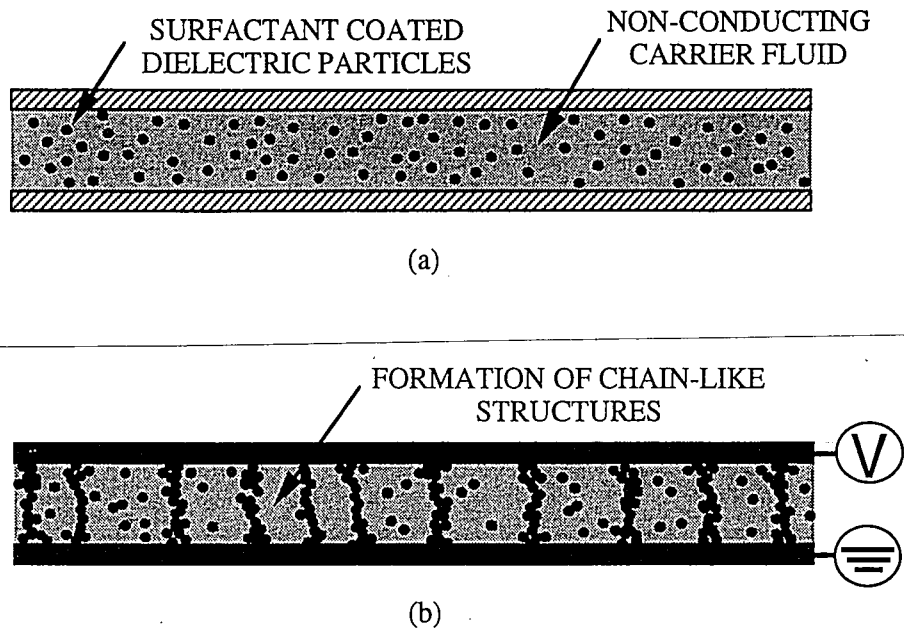 SURFACTANT COATED
DIELECTRIC PARTICLES
NON-CONDUCTING
CARRIER FLUID
(a)
FORMATION OF CHAIN-LIKE
STRUCTURES
V
(b)